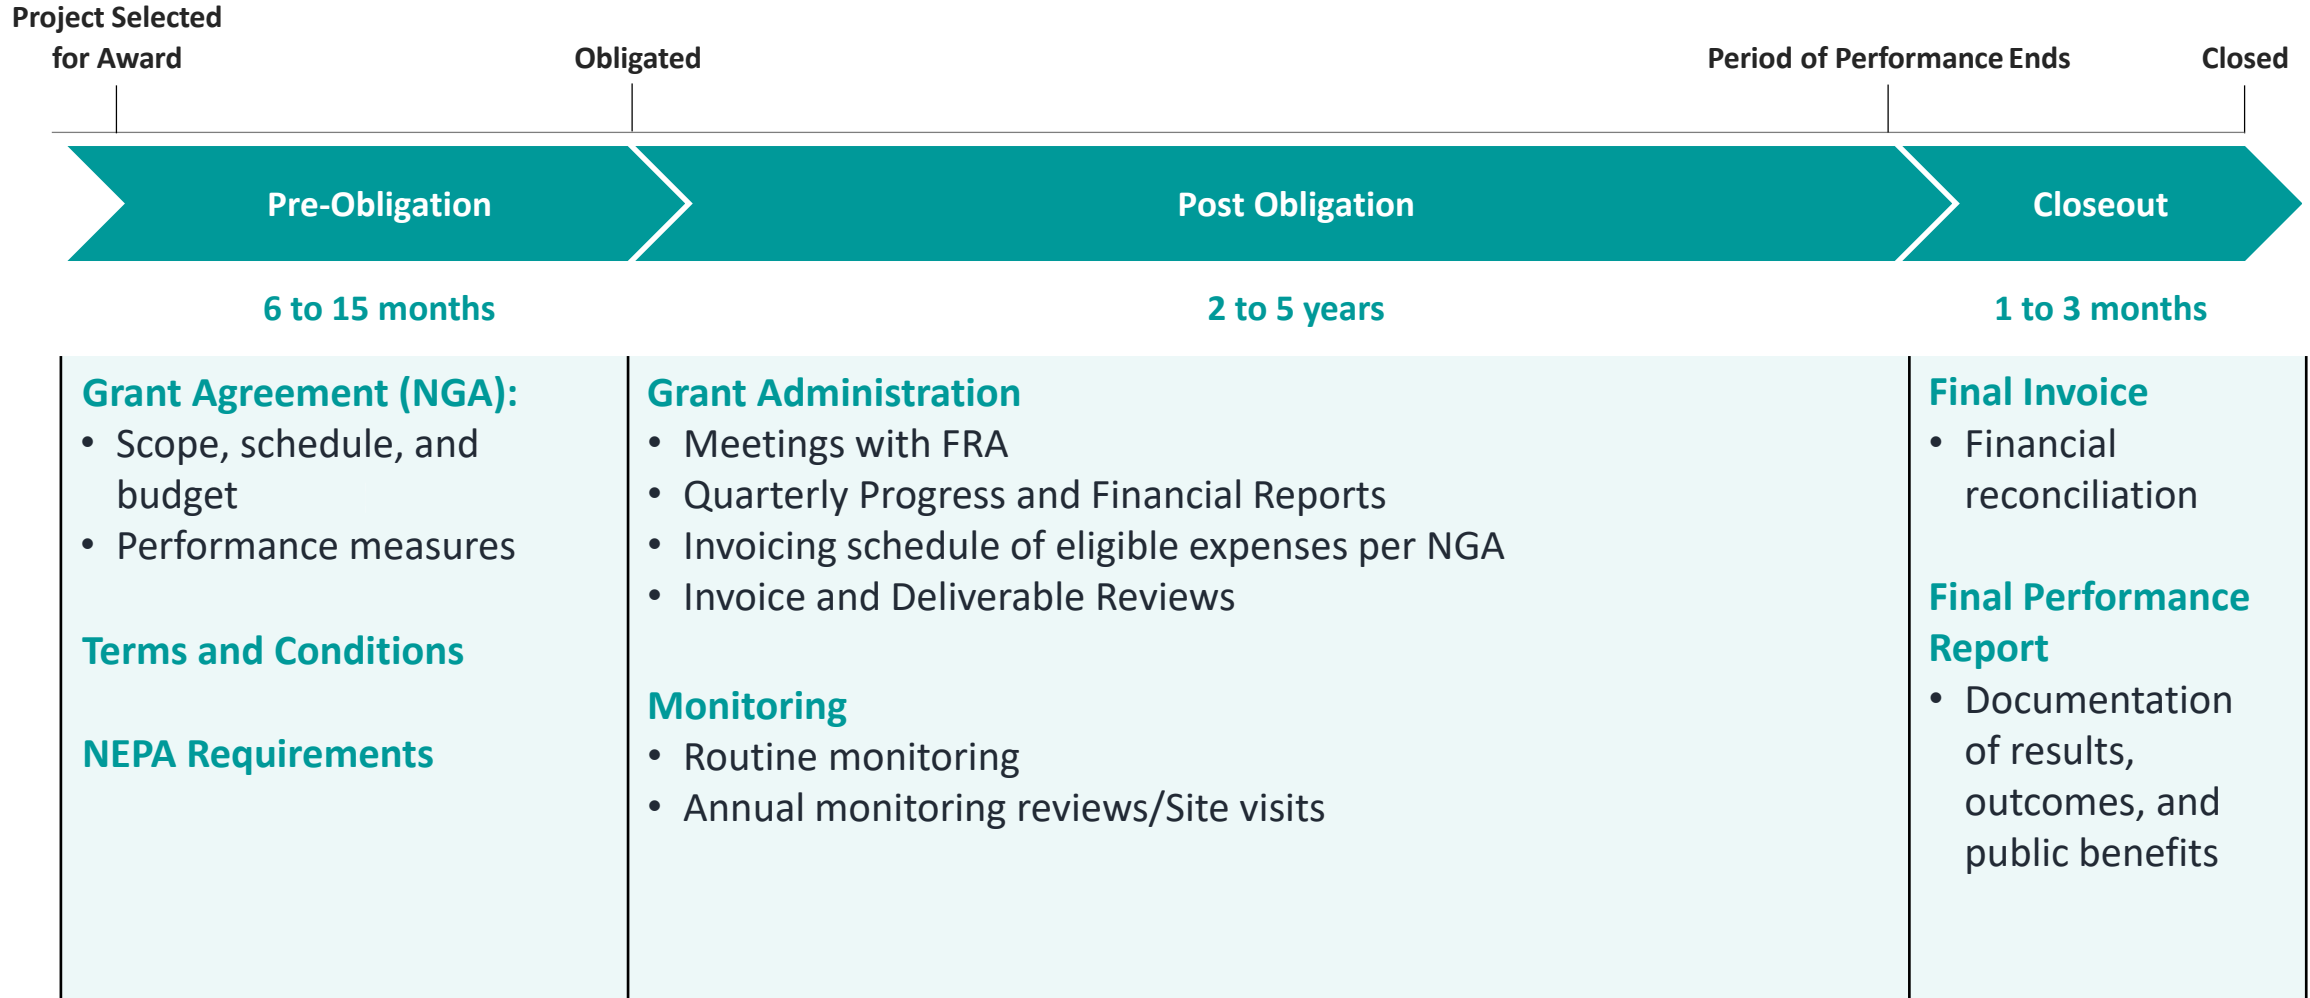 Project Selected
for Award
Obligated
Period of Performance Ends
Closed
Pre-Obligation
Post Obligation
Closeout
6 to 15 months
2 to 5 years
1 to 3 months
Grant Agreement (NGA):
• Scope, schedule, and
budget
• Performance measures
Terms and Conditions
NEPA Requirements
Grant Administration
• Meetings with FRA
• Quarterly Progress and Financial Reports
• Invoicing schedule of eligible expenses per NGA
• Invoice and Deliverable Reviews
Monitoring
• Routine monitoring
• Annual monitoring reviews/Site visits
Final Invoice
• Financial
reconciliation
Final Performance
Report
• Documentation
of results,
outcomes, and
public benefits